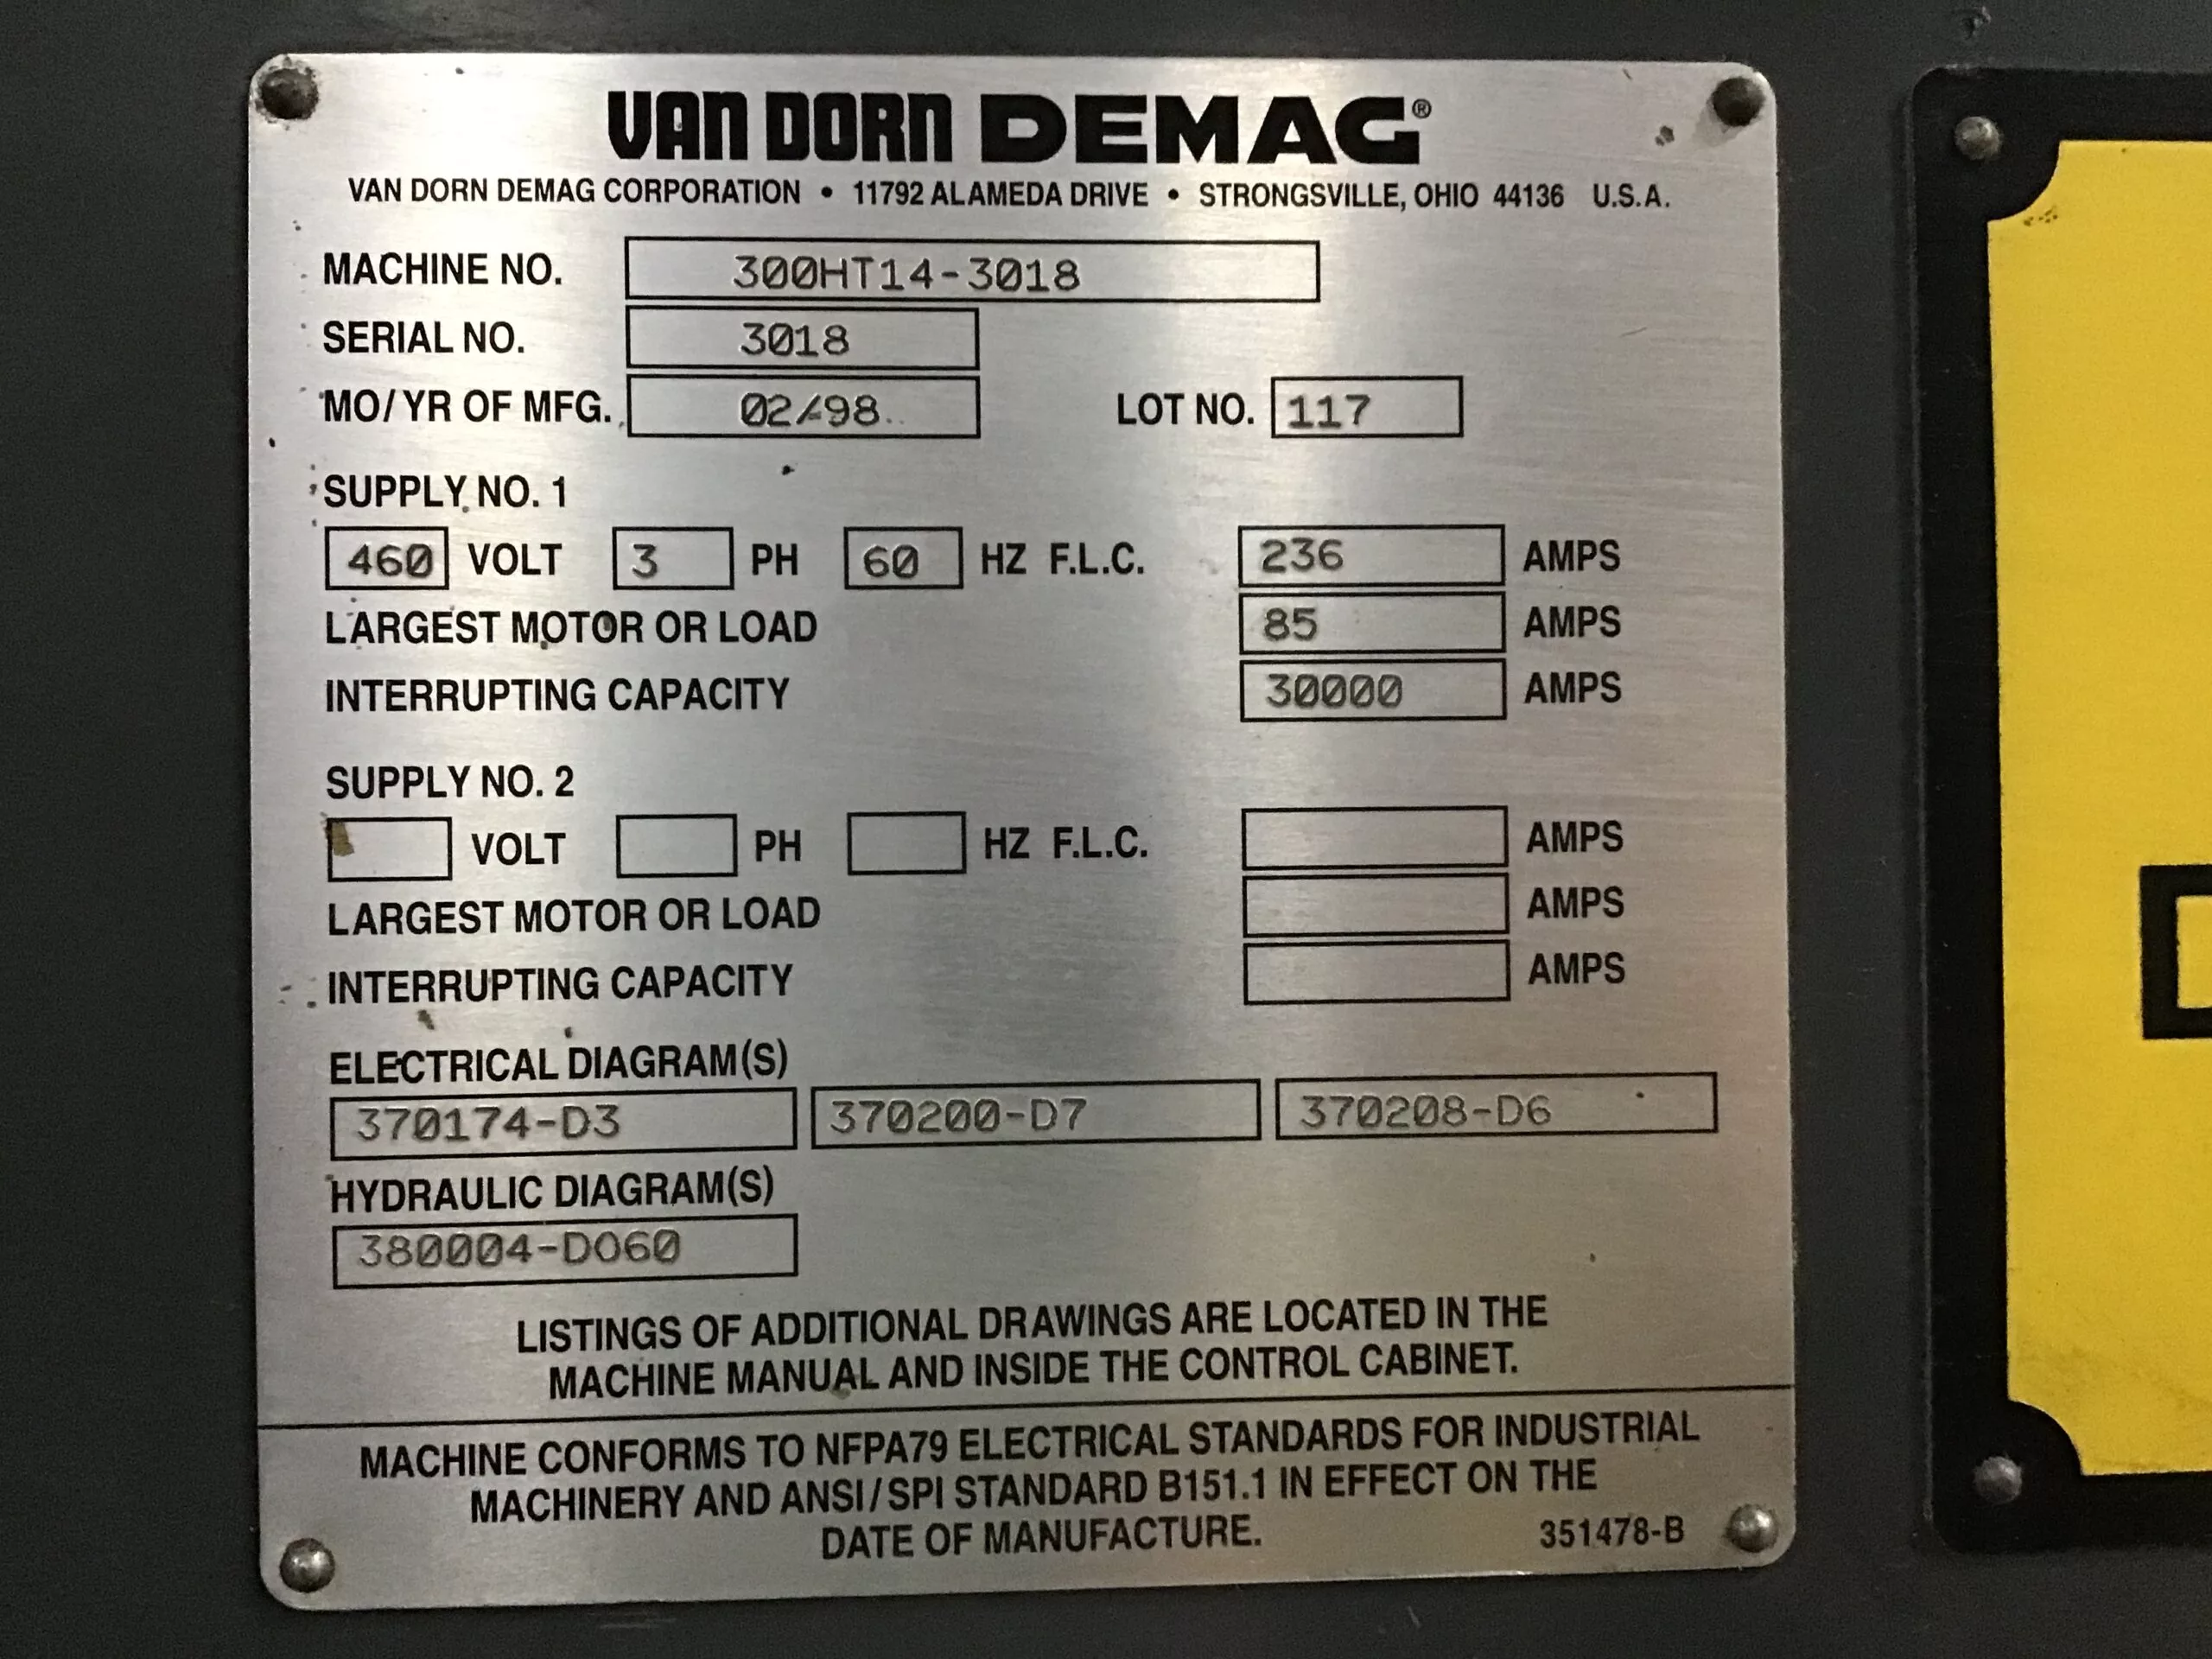 VAN DORN DEMAG®
VAN DORN DEMAG CORPORATION • 11792 ALAMEDA DRIVE • STRONGSVILLE, OHIO 44136 U.S.A.
MACHINE NO. 300HT14-3018
SERIAL NO. 3018
MO/YR OF MFG. 02/98 LOT NO. 117
SUPPLY NO. 1
460 VOLT 3 PH 60 HZ F.L.C. 236 AMPS
LARGEST MOTOR OR LOAD 85 AMPS
INTERRUPTING CAPACITY 30000 AMPS
SUPPLY NO. 2
VOLT PH HZ F.L.C. AMPS
LARGEST MOTOR OR LOAD AMPS
INTERRUPTING CAPACITY AMPS
ELECTRICAL DIAGRAM(S)
370174-D3 370200-D7 370208-D6
HYDRAULIC DIAGRAM(S)
380004-DO60
LISTINGS OF ADDITIONAL DRAWINGS ARE LOCATED IN THE
MACHINE MANUAL AND INSIDE THE CONTROL CABINET.
MACHINE CONFORMS TO NFPA79 ELECTRICAL STANDARDS FOR INDUSTRIAL
MACHINERY AND ANSI/SPI STANDARD B151.1 IN EFFECT ON THE
DATE OF MANUFACTURE. 351478-B